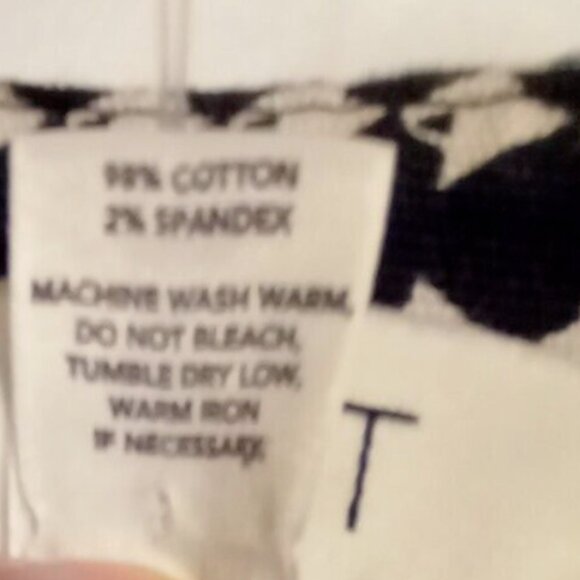 98% COTTON
2% SPANDEX
MACHINE WASH WARM,
DO NOT BLEACH,
TUMBLE DRY LOW,
WARM IRON
IF NECESSARY.
T